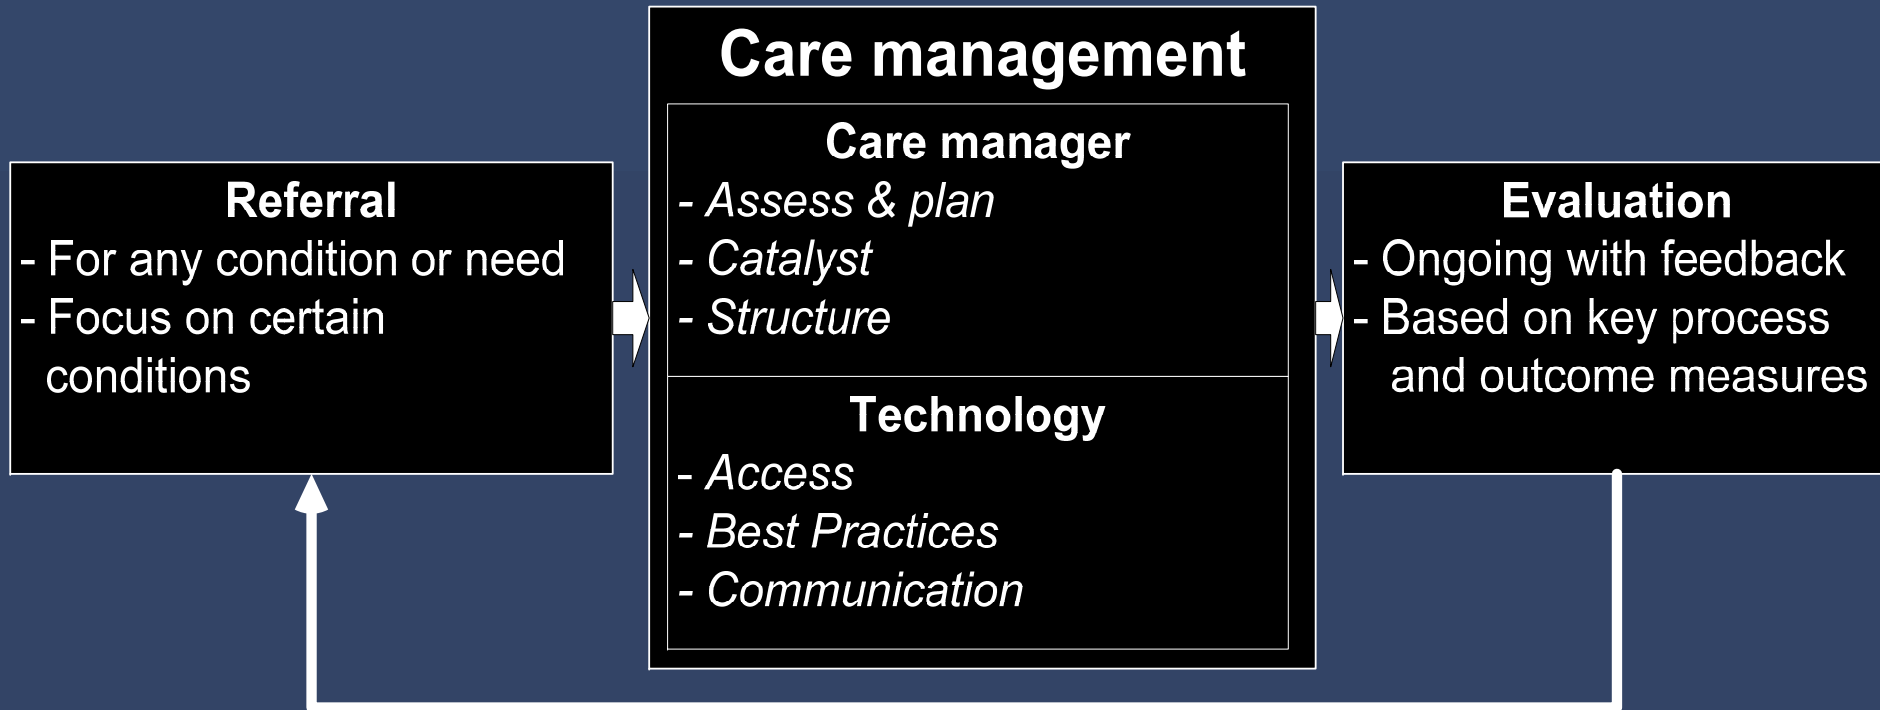 Referral
- For any condition or need
- Focus on certain
conditions
Care management
Care manager
- Assess & plan
- Catalyst
- Structure
Technology
- Access
- Best Practices
- Communication
Evaluation
- Ongoing with feedback
- Based on key process
and outcome measures